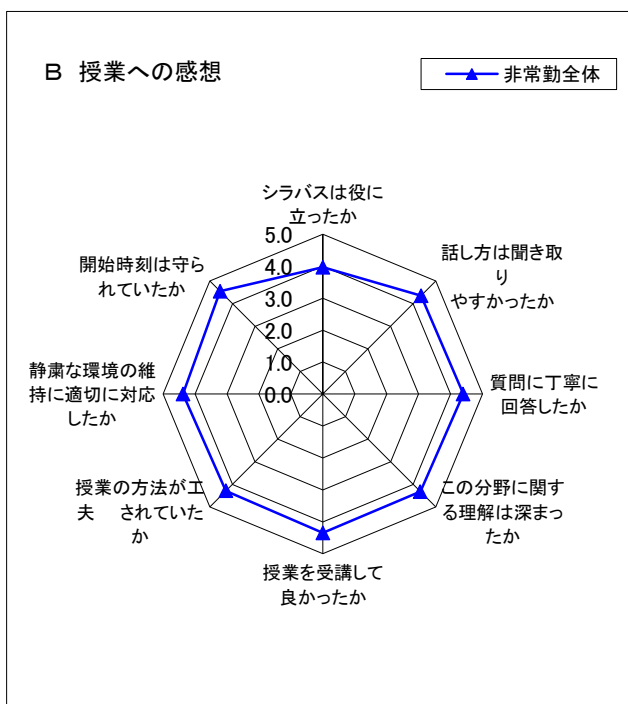 B 授業への感想
非常勤全体
シラバスは役に
立ったか
5.0
4.0
3.0
2.0
1.0
0.0
話し方は聞き取
り
やすかったか
質問に丁寧に
回答したか
この分野に関す
る理解は深まっ
たか
授業を受講して
良かったか
授業の方法が工
夫 されていた
か
静粛な環境の維
持に適切に対応
したか
開始時刻は守ら
れていたか